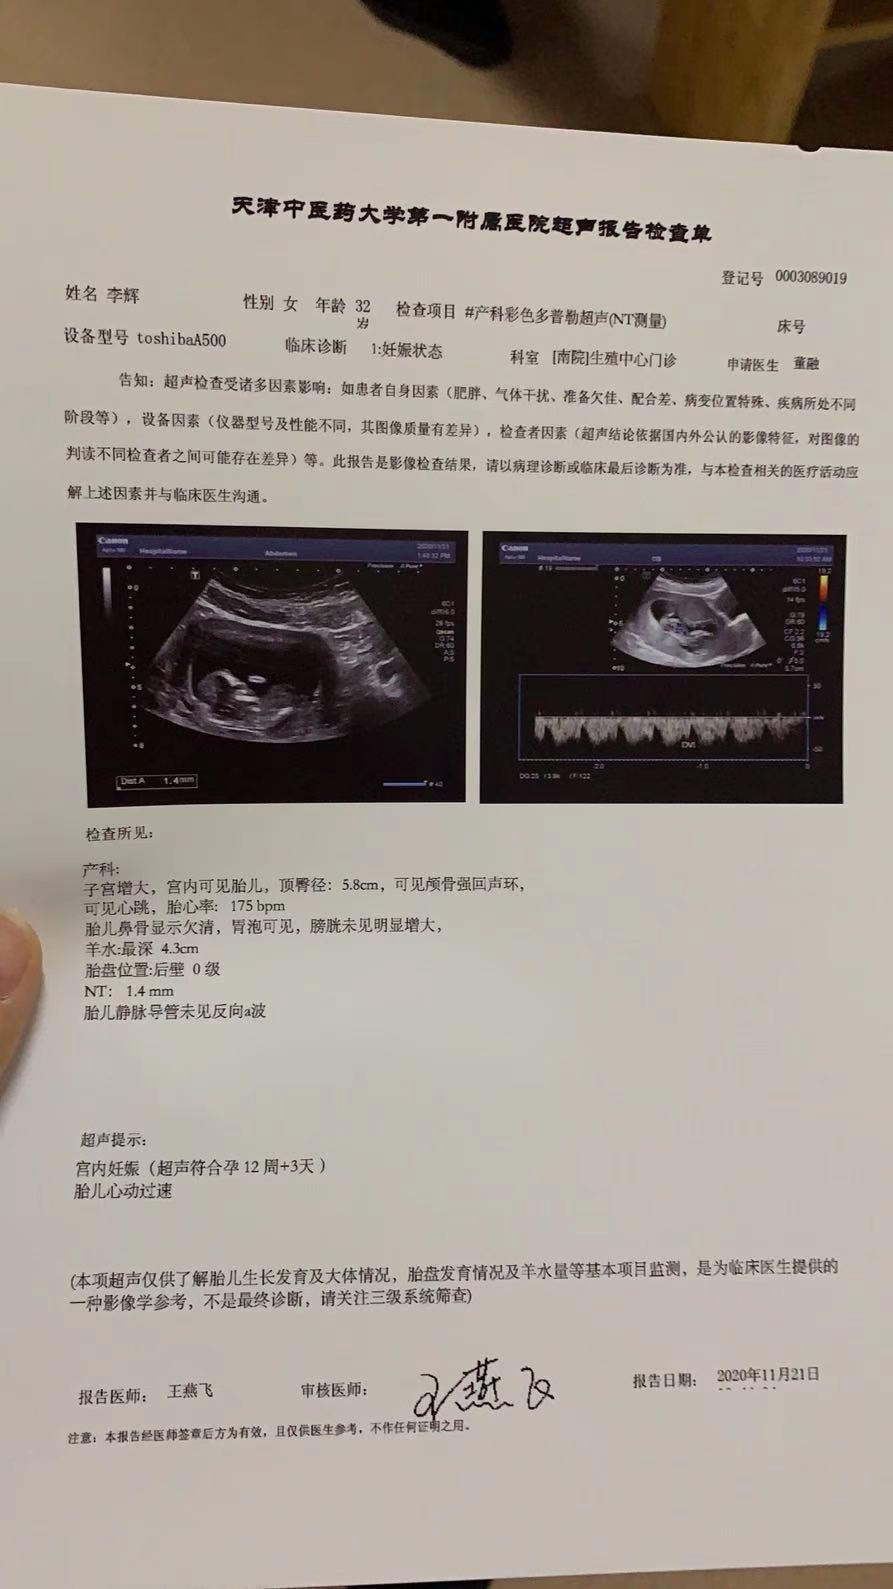 天津中医药大学第一附属医院超声报告检查单
登记号 0003089019
姓名 李辉 性别 女 年龄 32岁 检查项目 #产科彩色多普勒超声(NT测量) 床号
设备型号 toshibaA500 临床诊断 1:妊娠状态 科室 [南院]生殖中心门诊 申请医生 董融
告知：超声检查受诸多因素影响：如患者自身因素（肥胖、气体干扰、准备欠佳、配合差、病变位置特殊、疾病所处不同
阶段等），设备因素（仪器型号及性能不同，其图像质量有差异），检查者因素（超声结论依据国内外公认的影像特征，对图像的
判读不同检查者之间可能存在差异）等。此报告是影像检查结果，请以病理诊断或临床最后诊断为准，与本检查相关的医疗活动应
解上述因素并与临床医生沟通。
Canon
HospitalName Abdomen 2020/11/21
Precision A Pure+
6C1
Dist A 1.4mm
Canon
HospitalName OB 2020/11/21
19.2
6C1
14 fps
19.2
cm/s
50
-50
DV
-2.0 -1.0 0
检查所见：
产科:
子宫增大，宫内可见胎儿，顶臀径：5.8cm，可见颅骨强回声环，
可见心跳，胎心率：175 bpm
胎儿鼻骨显示欠清，胃泡可见，膀胱未见明显增大，
羊水:最深 4.3cm
胎盘位置:后壁 0 级
NT： 1.4 mm
胎儿静脉导管未见反向a波
超声提示：
宫内妊娠（超声符合孕 12 周+3天 ）
胎儿心动过速
(本项超声仅供了解胎儿生长发育及大体情况，胎盘发育情况及羊水量等基本项目监测，是为临床医生提供的
一种影像学参考，不是最终诊断，请关注三级系统筛查)
报告医师： 王燕飞 审核医师： 王燕飞 报告日期： 2020年11月21日
注意：本报告经医师签章后方为有效，且仅供医生参考，不作任何证明之用。